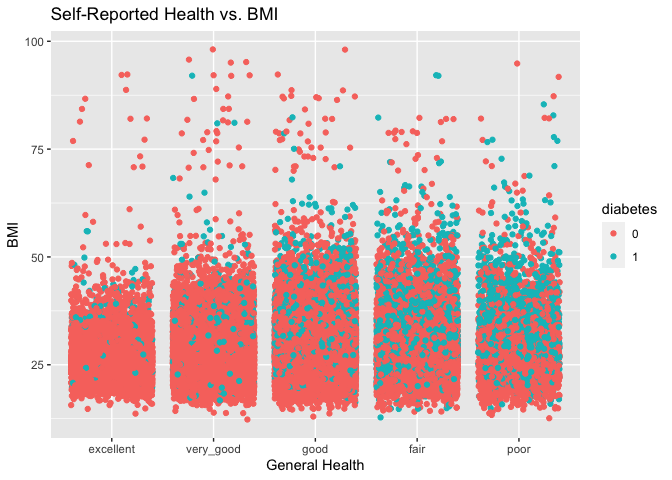 Self-Reported Health vs. BMI
100
75
50
25
BMI
excellent
very_good
good
fair
poor
General Health
diabetes
0
1